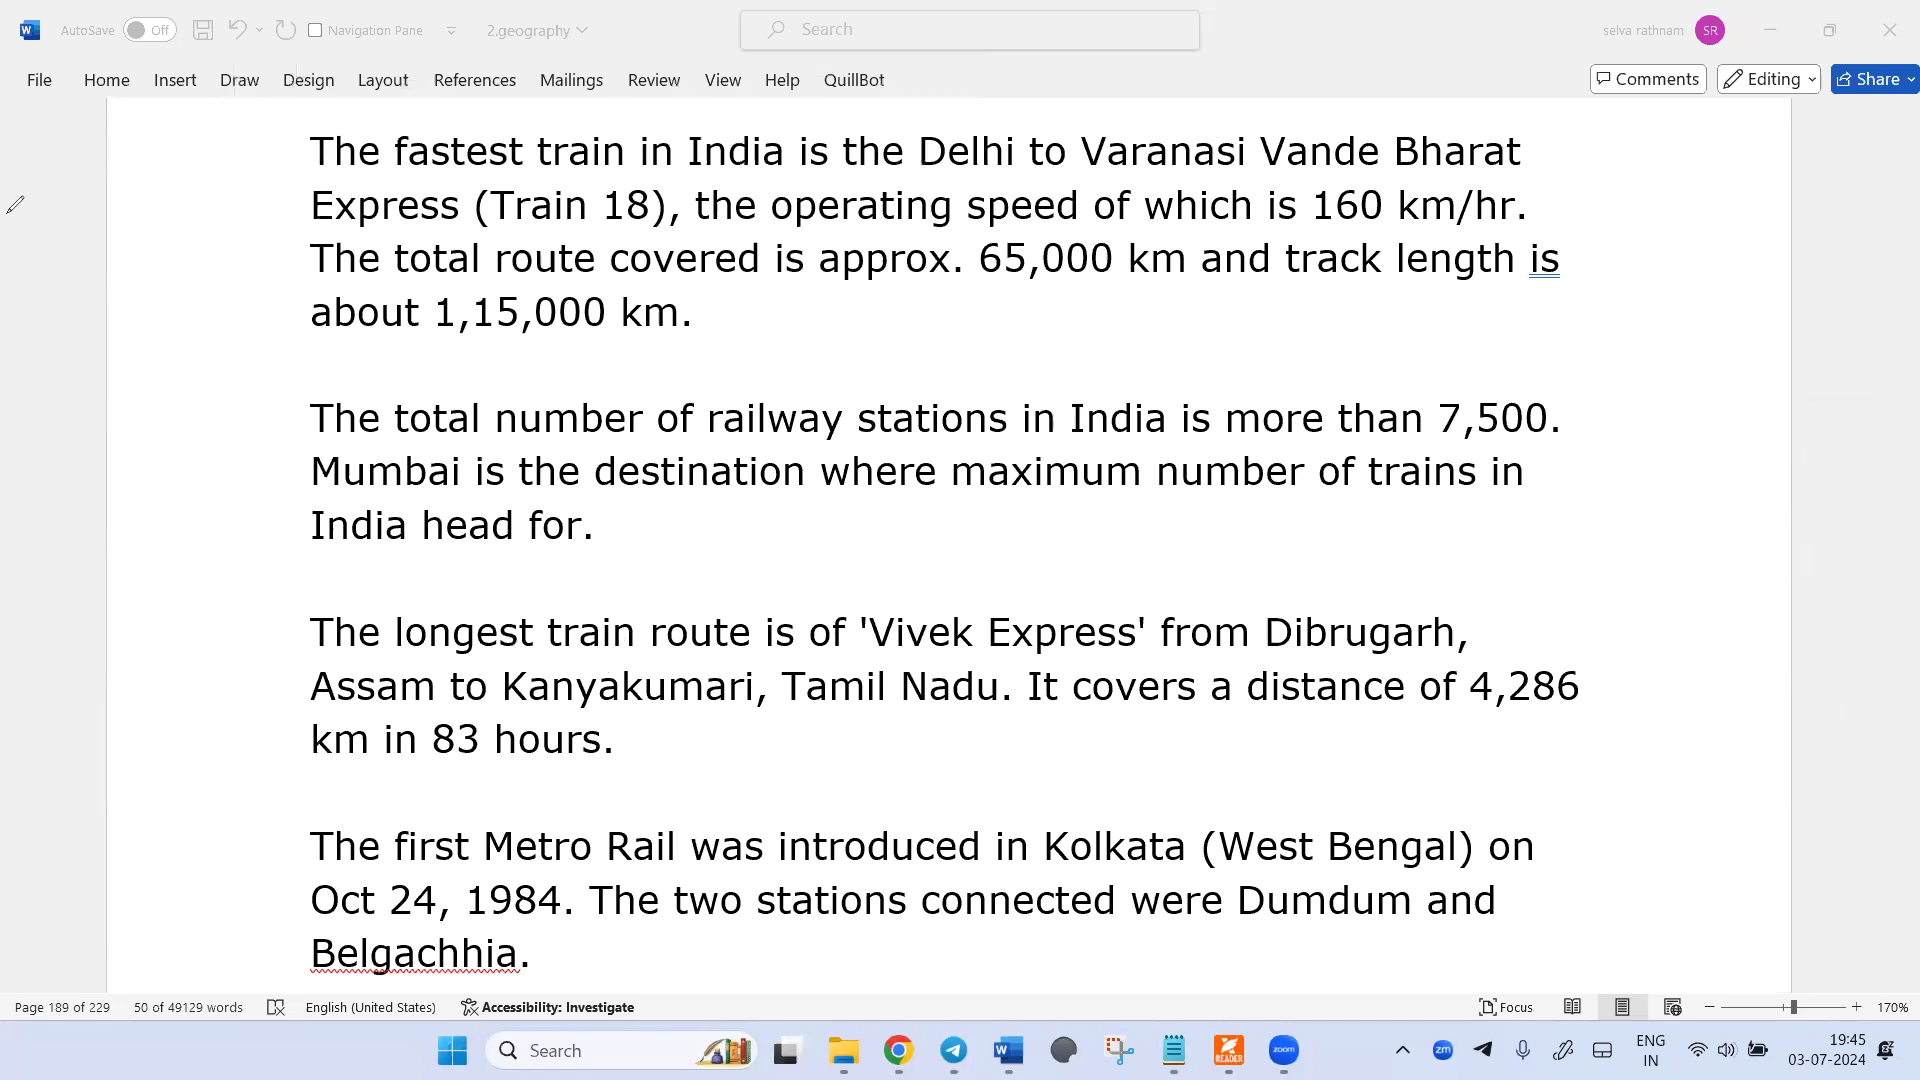 AutoSave Off Navigation Pane 2.geography Search selva rathnam SR
File Home Insert Draw Design Layout References Mailings Review View Help QuillBot Comments Editing Share
The fastest train in India is the Delhi to Varanasi Vande Bharat
Express (Train 18), the operating speed of which is 160 km/hr.
The total route covered is approx. 65,000 km and track length is
about 1,15,000 km.
The total number of railway stations in India is more than 7,500.
Mumbai is the destination where maximum number of trains in
India head for.
The longest train route is of 'Vivek Express' from Dibrugarh,
Assam to Kanyakumari, Tamil Nadu. It covers a distance of 4,286
km in 83 hours.
The first Metro Rail was introduced in Kolkata (West Bengal) on
Oct 24, 1984. The two stations connected were Dumdum and
Belgachhia.
Page 189 of 229 50 of 49129 words English (United States) Accessibility: Investigate Focus 170%
Search READER zoom zm ENG 19:45
IN 03-07-2024